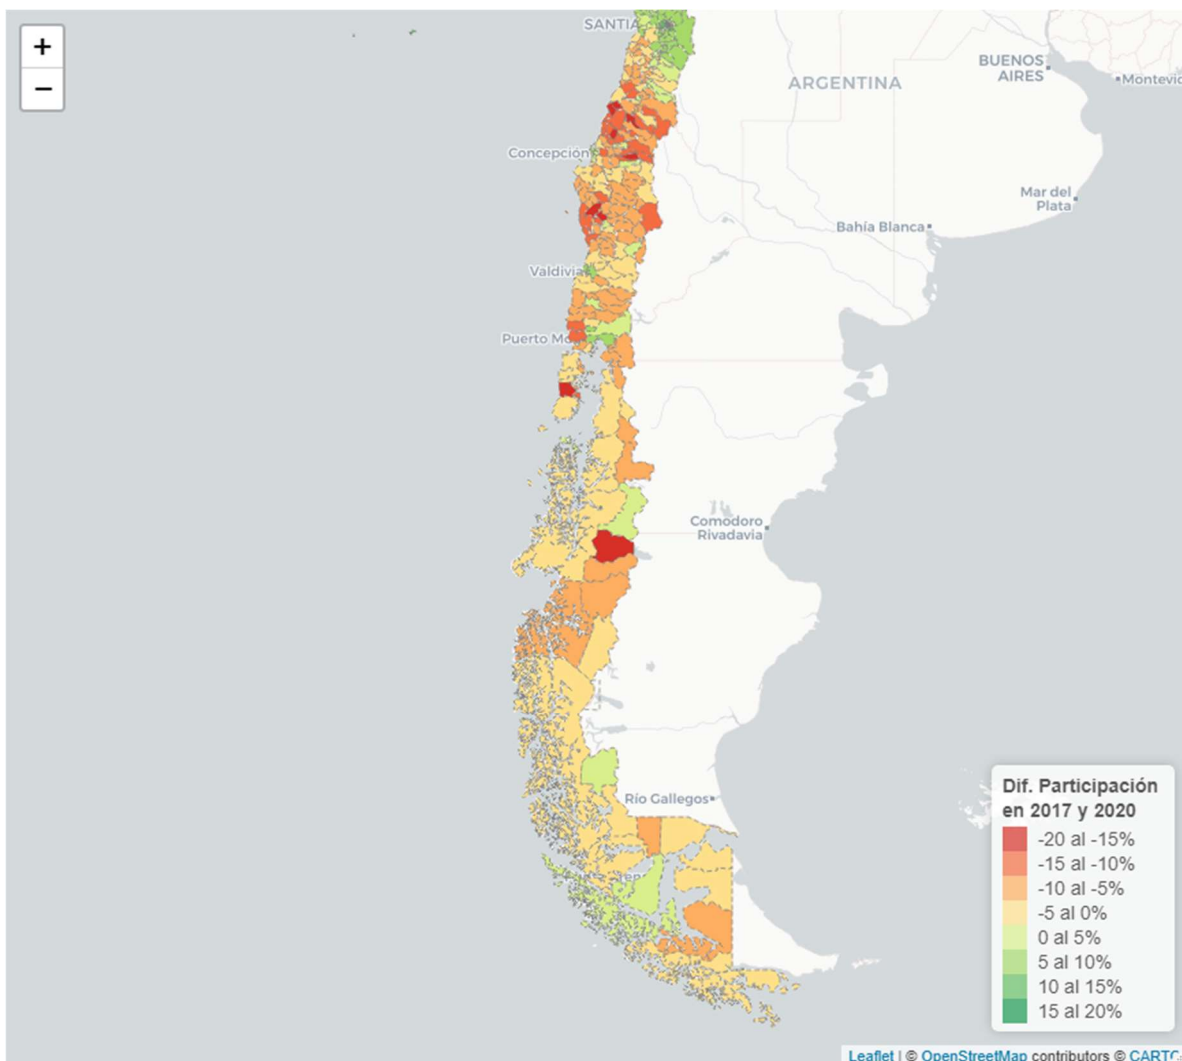 +
−
SANTIA
BUENOS
AIRES
ARGENTINA
Montevid
Concepción
Mar del
Plata
Bahía Blanca
Valdivia
Puerto Mo
Comodoro
Rivadavia
Río Gallegos
Dif. Participación
en 2017 y 2020
-20 al -15%
-15 al -10%
-10 al -5%
-5 al 0%
0 al 5%
5 al 10%
10 al 15%
15 al 20%
Leaflet | © OpenStreetMap contributors © CARTO